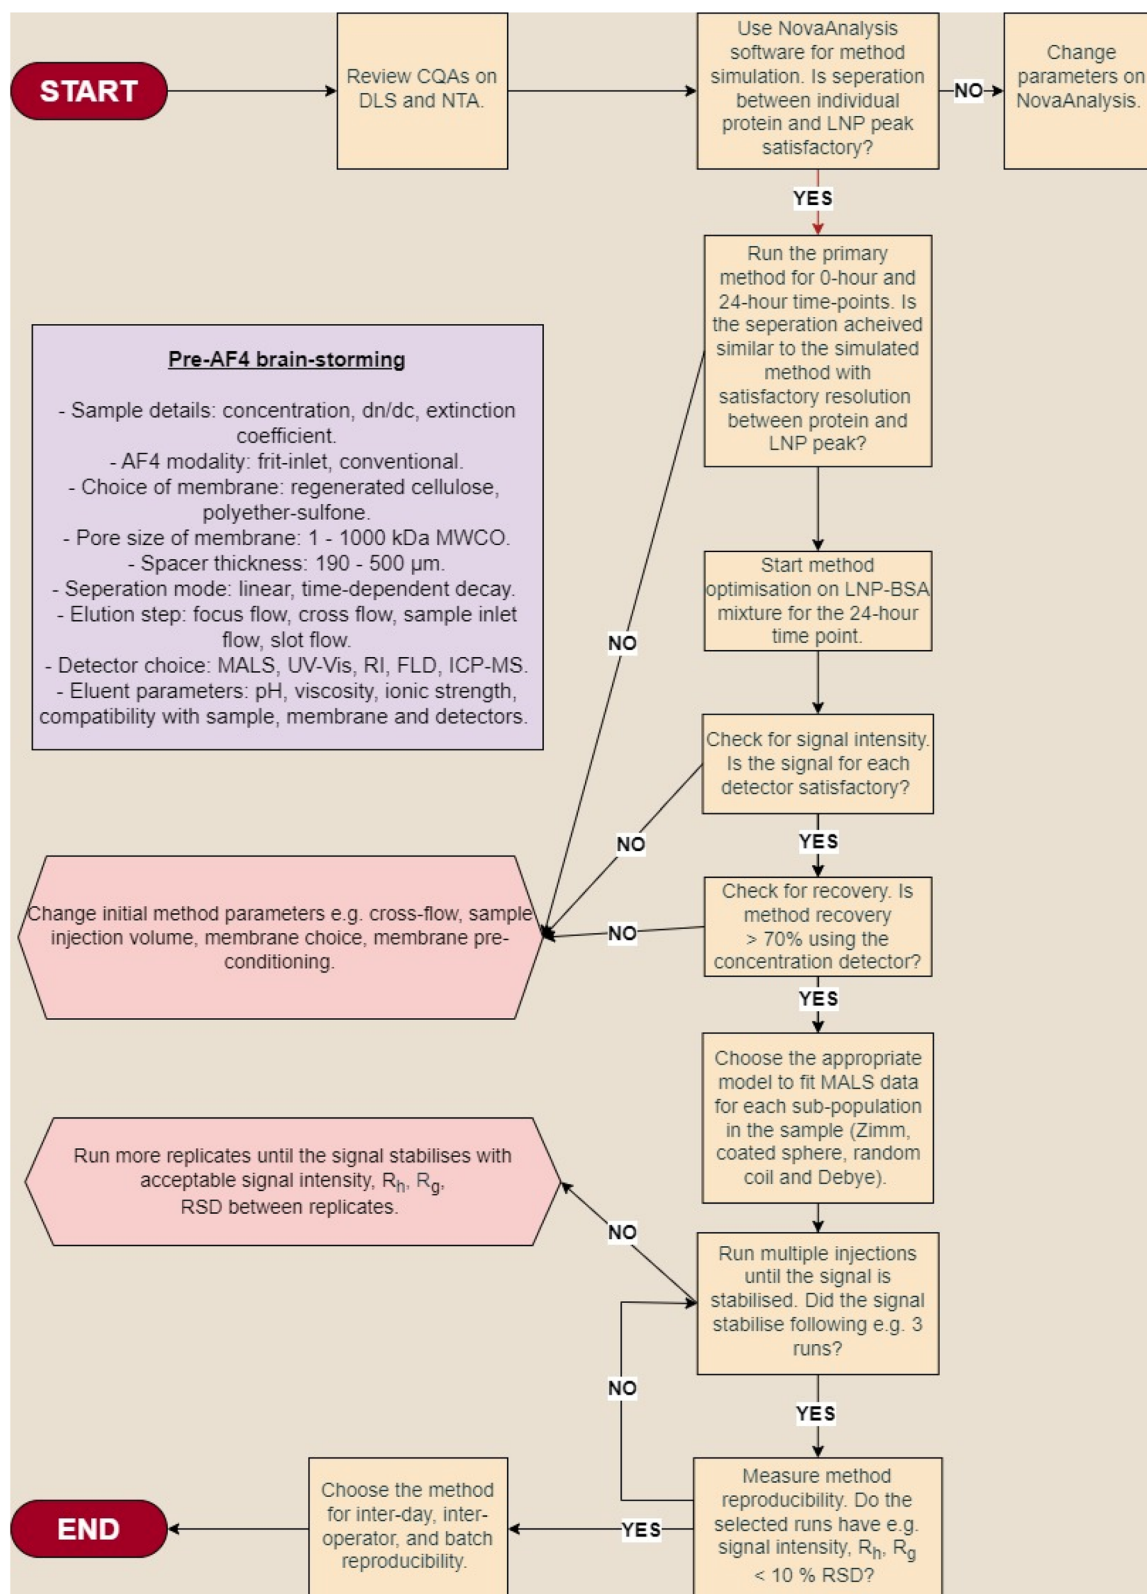 START
Review CQAs on
DLS and NTA.
Use NovaAnalysis
software for method
simulation. Is seperation
between individual
protein and LNP peak
satisfactory?
NO
Change
parameters on
NovaAnalysis.
YES
Run the primary
method for 0-hour and
24-hour time-points. Is
the seperation acheived
similar to the simulated
method with
satisfactory resolution
between protein and
LNP peak?
Pre-AF4 brain-storming
- Sample details: concentration, dn/dc, extinction
coefficient.
- AF4 modality: frit-inlet, conventional.
- Choice of membrane: regenerated cellulose,
polyether-sulfone.
- Pore size of membrane: 1 - 1000 kDa MWCO.
- Spacer thickness: 190 - 500 µm.
- Seperation mode: linear, time-dependent decay.
- Elution step: focus flow, cross flow, sample inlet
flow, slot flow.
- Detector choice: MALS, UV-Vis, RI, FLD, ICP-MS.
- Eluent parameters: pH, viscosity, ionic strength,
compatibility with sample, membrane and detectors.
NO
Start method
optimisation on LNP-BSA
mixture for the 24-hour
time point.
Check for signal intensity.
Is the signal for each
detector satisfactory?
NO
YES
Check for recovery. Is
method recovery
> 70% using the
concentration detector?
NO
Change initial method parameters e.g. cross-flow, sample
injection volume, membrane choice, membrane pre-
conditioning.
YES
Choose the appropriate
model to fit MALS data
for each sub-population
in the sample (Zimm,
coated sphere, random
coil and Debye).
Run more replicates until the signal stabilises with
acceptable signal intensity, Rh, Rg,
RSD between replicates.
NO
Run multiple injections
until the signal is
stabilised. Did the signal
stabilise following e.g. 3
runs?
NO
YES
Measure method
reproducibility. Do the
selected runs have e.g.
signal intensity, Rh, Rg
< 10 % RSD?
YES
Choose the method
for inter-day, inter-
operator, and batch
reproducibility.
END